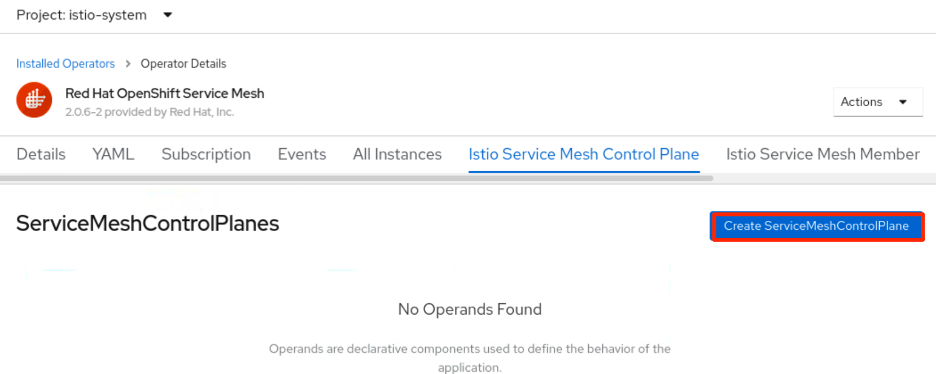 Project: istio-system
Installed Operators > Operator Details
Red Hat OpenShift Service Mesh
2.0.6-2 provided by Red Hat, Inc.
Actions
Details YAML Subscription Events All Instances Istio Service Mesh Control Plane Istio Service Mesh Member
ServiceMeshControlPlanes
Create ServiceMeshControlPlane
No Operands Found
Operands are declarative components used to define the behavior of the
application.